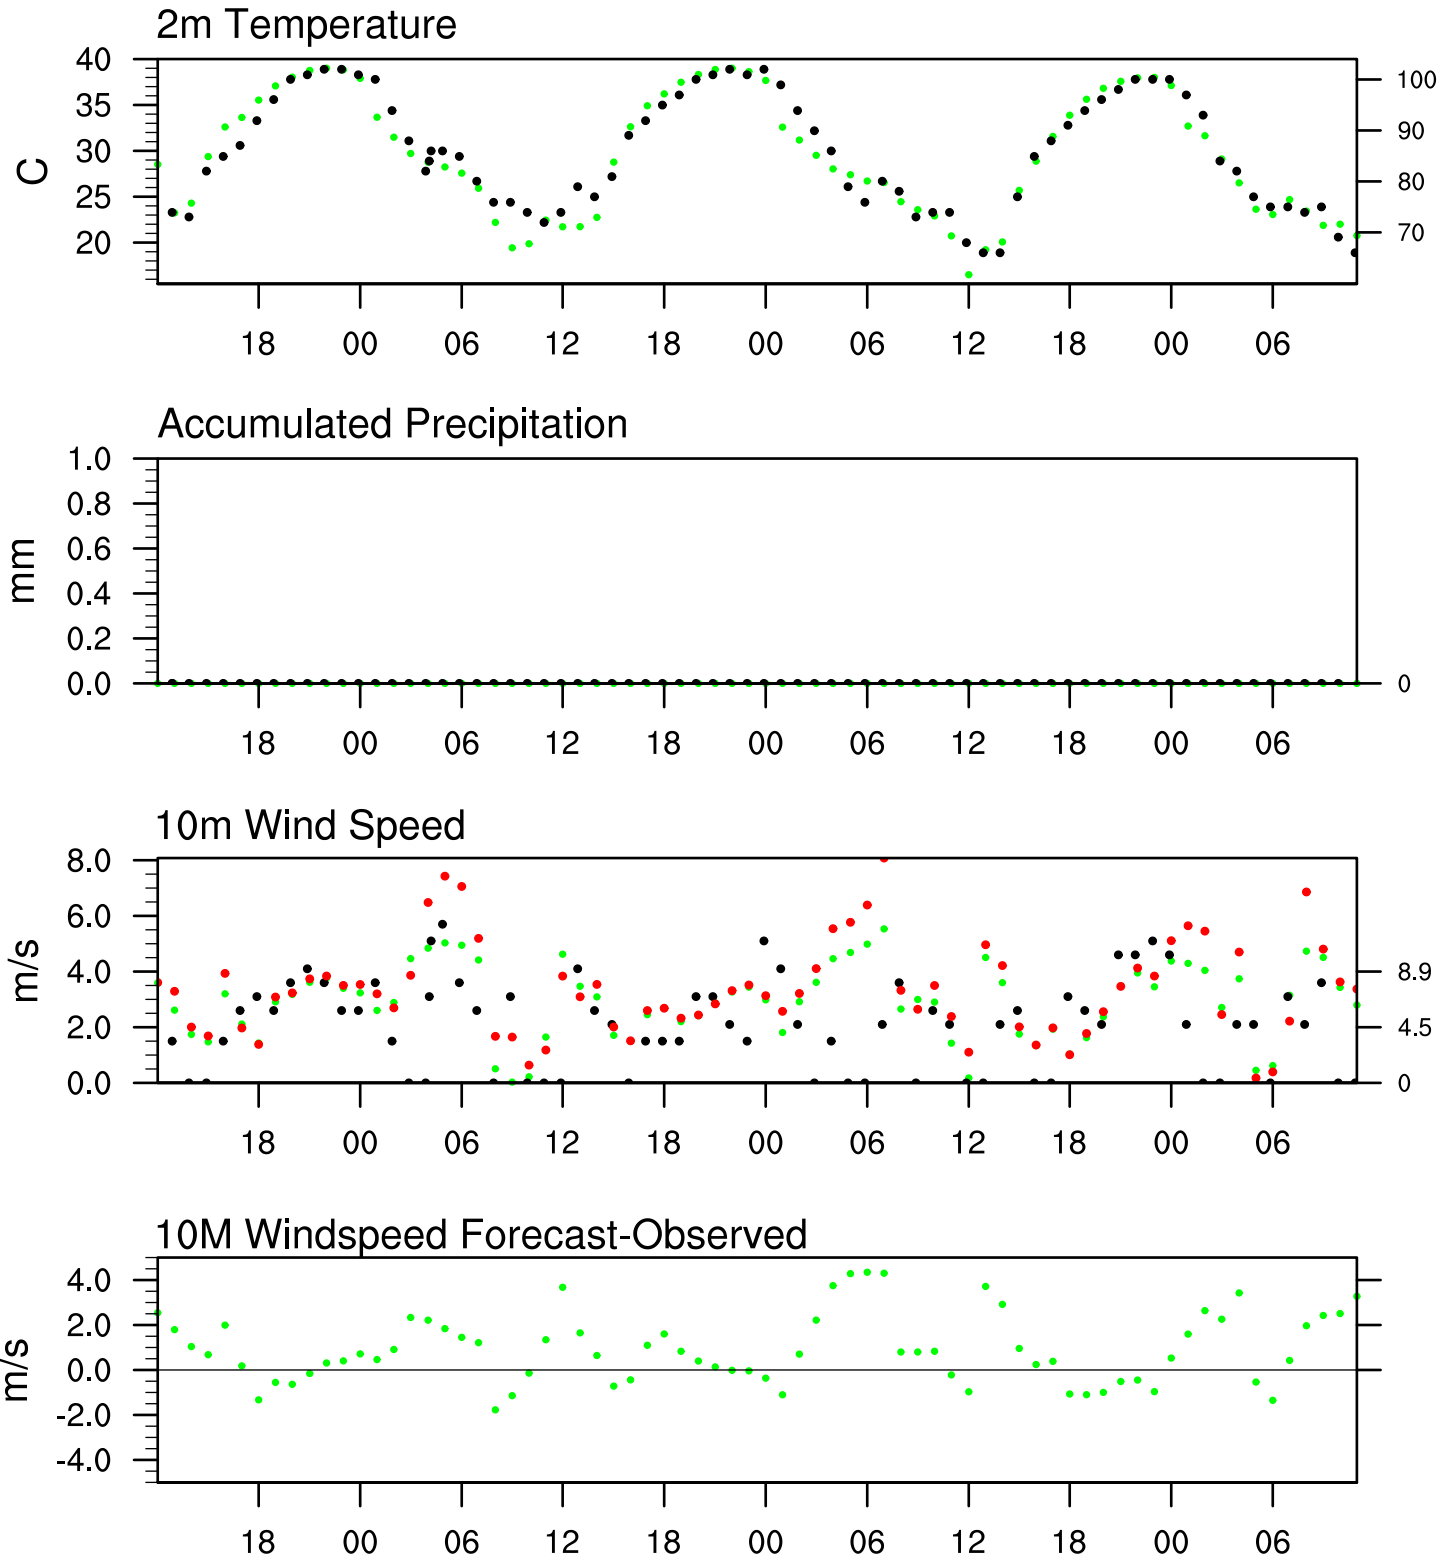 2m Temperature
40
35
30
25
20
C
100
90
80
70
18 00 06 12 18 00 06 12 18 00 06
Accumulated Precipitation
1.0
0.8
0.6
0.4
0.2
0.0
mm
0
18 00 06 12 18 00 06 12 18 00 06
10m Wind Speed
8.0
6.0
4.0
2.0
0.0
m/s
8.9
4.5
0
18 00 06 12 18 00 06 12 18 00 06
10M Windspeed Forecast-Observed
4.0
2.0
0.0
-2.0
-4.0
m/s
18 00 06 12 18 00 06 12 18 00 06